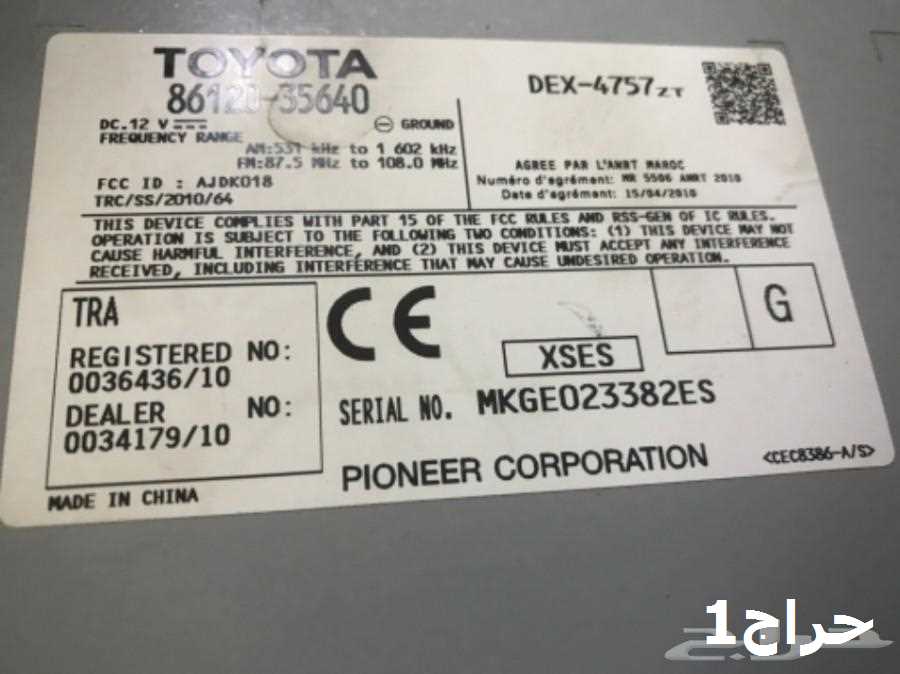 TOYOTA
86120-35640
DEX-4757ZT
DC.12 V
GROUND
FREQUENCY RANGE
AM:531 kHz to 1 602 kHz
FM:87.5 MHz to 108.0 MHz
FCC ID : AJDK018
TRC/SS/2010/64
AGREE PAR L'ANRT MAROC
Numéro d'agrément: MR 5506 ANRT 2010
Date d'agrément: 15/04/2010
THIS DEVICE COMPLIES WITH PART 15 OF THE FCC RULES AND RSS-GEN OF IC RULES.
OPERATION IS SUBJECT TO THE FOLLOWING TWO CONDITIONS: (1) THIS DEVICE MAY NOT
CAUSE HARMFUL INTERFERENCE, AND (2) THIS DEVICE MUST ACCEPT ANY INTERFERENCE
RECEIVED, INCLUDING INTERFERENCE THAT MAY CAUSE UNDESIRED OPERATION.
TRA
REGISTERED NO:
0036436/10
DEALER NO:
0034179/10
CE
G
XSES
SERIAL NO. MKGE023382ES
PIONEER CORPORATION
<CEC8386-A/S>
MADE IN CHINA
حراج1
حراج